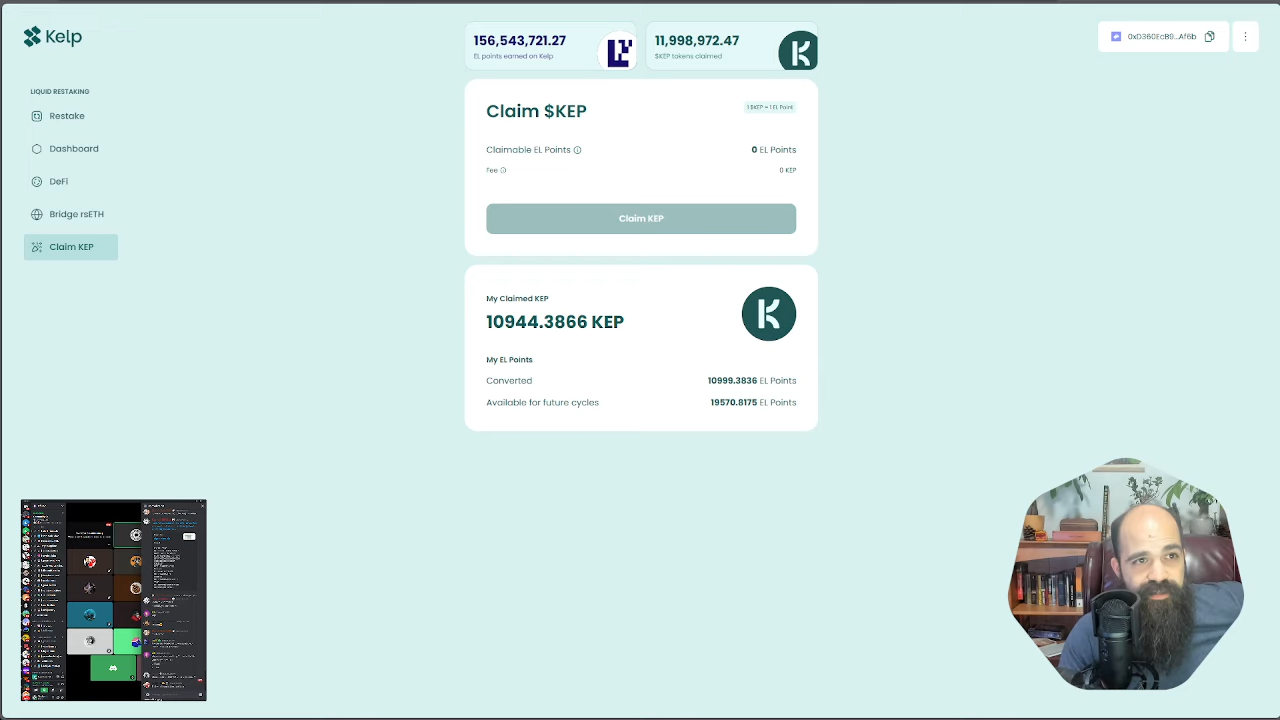 Kelp
156,543,721.27
EL points earned on Kelp
11,998,972.47
$KEP tokens claimed
0xD360EcB9...Af6b
LIQUID RESTAKING
Restake
Dashboard
DeFi
Bridge rsETH
Claim KEP
Claim $KEP
1 $KEP = 1 EL Point
Claimable EL Points
0 EL Points
Fee
0 KEP
Claim KEP
My Claimed KEP
10944.3866 KEP
My EL Points
Converted
10999.3836 EL Points
Available for future cycles
19570.8175 EL Points